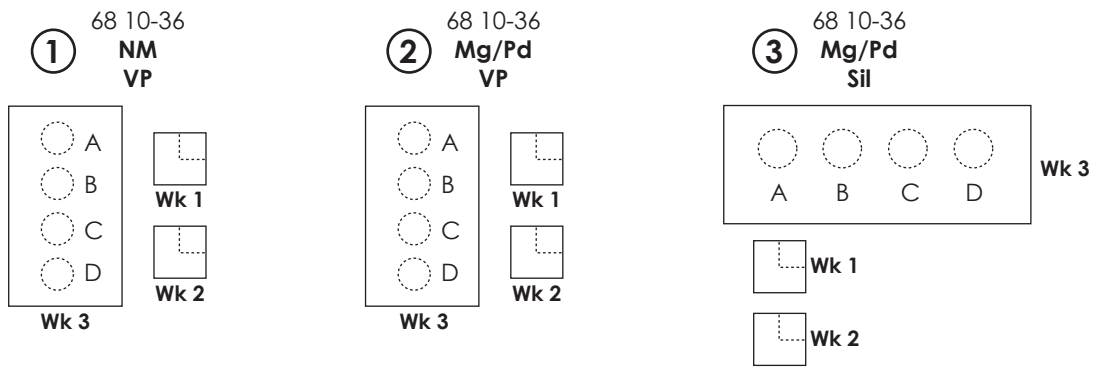 1
68 10-36
NM
VP
A
B
C
D
Wk 3
Wk 1
Wk 2
2
68 10-36
Mg/Pd
VP
A
B
C
D
Wk 3
Wk 1
Wk 2
3
68 10-36
Mg/Pd
Sil
A B C D
Wk 3
Wk 1
Wk 2